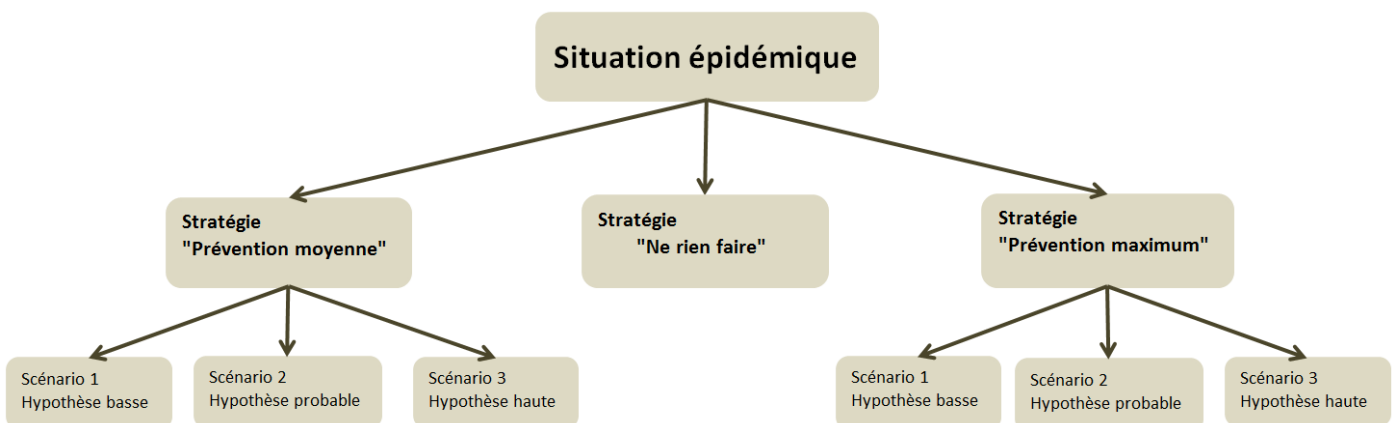 Situation épidémique
Stratégie
"Prévention moyenne"
Stratégie
"Ne rien faire"
Stratégie
"Prévention maximum"
Scénario 1
Hypothèse basse
Scénario 2
Hypothèse probable
Scénario 3
Hypothèse haute
Scénario 1
Hypothèse basse
Scénario 2
Hypothèse probable
Scénario 3
Hypothèse haute